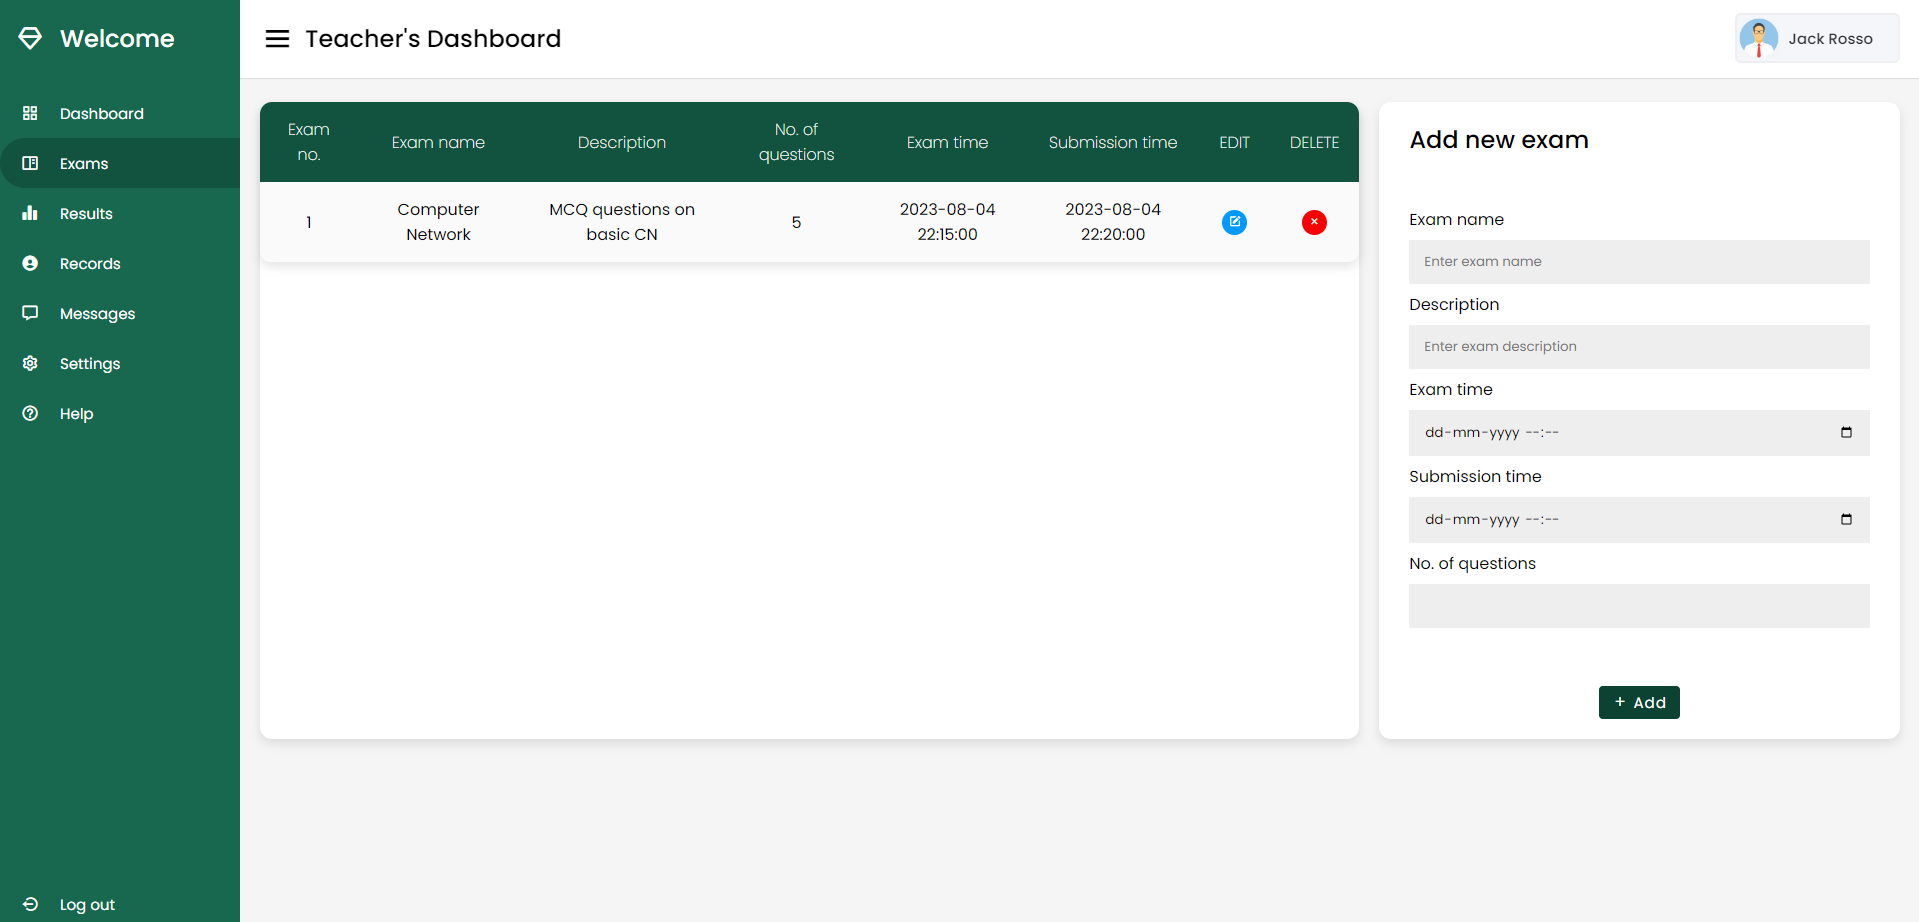 Welcome
Dashboard
Exams
Results
Records
Messages
Settings
Help
Log out
Teacher's Dashboard
Jack Rosso
Exam
no.
Exam name
Description
No. of
questions
Exam time
Submission time
EDIT
DELETE
1
Computer
Network
MCQ questions on
basic CN
5
2023-08-04
22:15:00
2023-08-04
22:20:00
Add new exam
Exam name
Enter exam name
Description
Enter exam description
Exam time
dd-mm-yyyy --:--
Submission time
dd-mm-yyyy --:--
No. of questions
+ Add